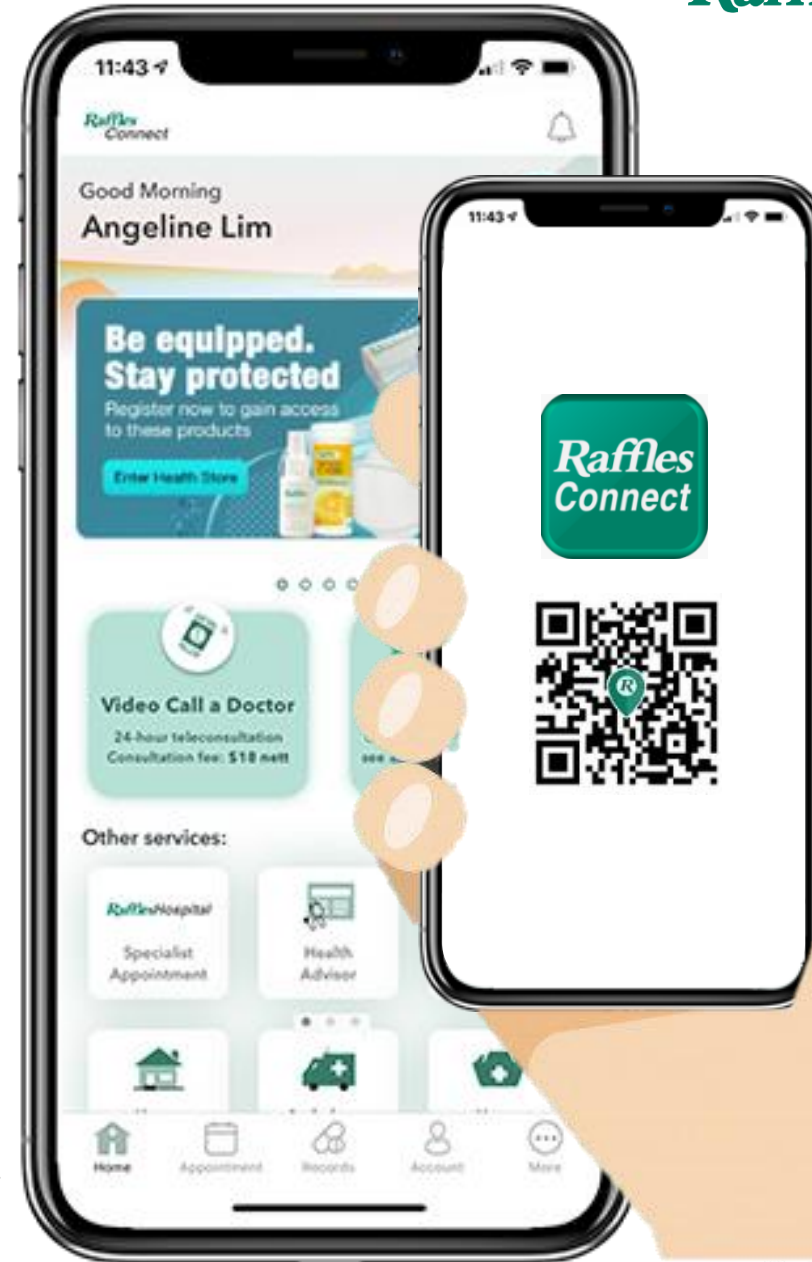 11:43
Raffles
Connect
Good Morning
Angeline Lim
Be equipped.
Stay protected
Register now to gain access
to these products
Enter Health Store
Video Call a Doctor
24-hour teleconsultation
Consultation fee: $18 nett
see
Other services:
RafflesHospital
Specialist
Appointment
Health
Advisor
Home
Appointment
Records
Account
More
11:43
Raffles
Connect
R